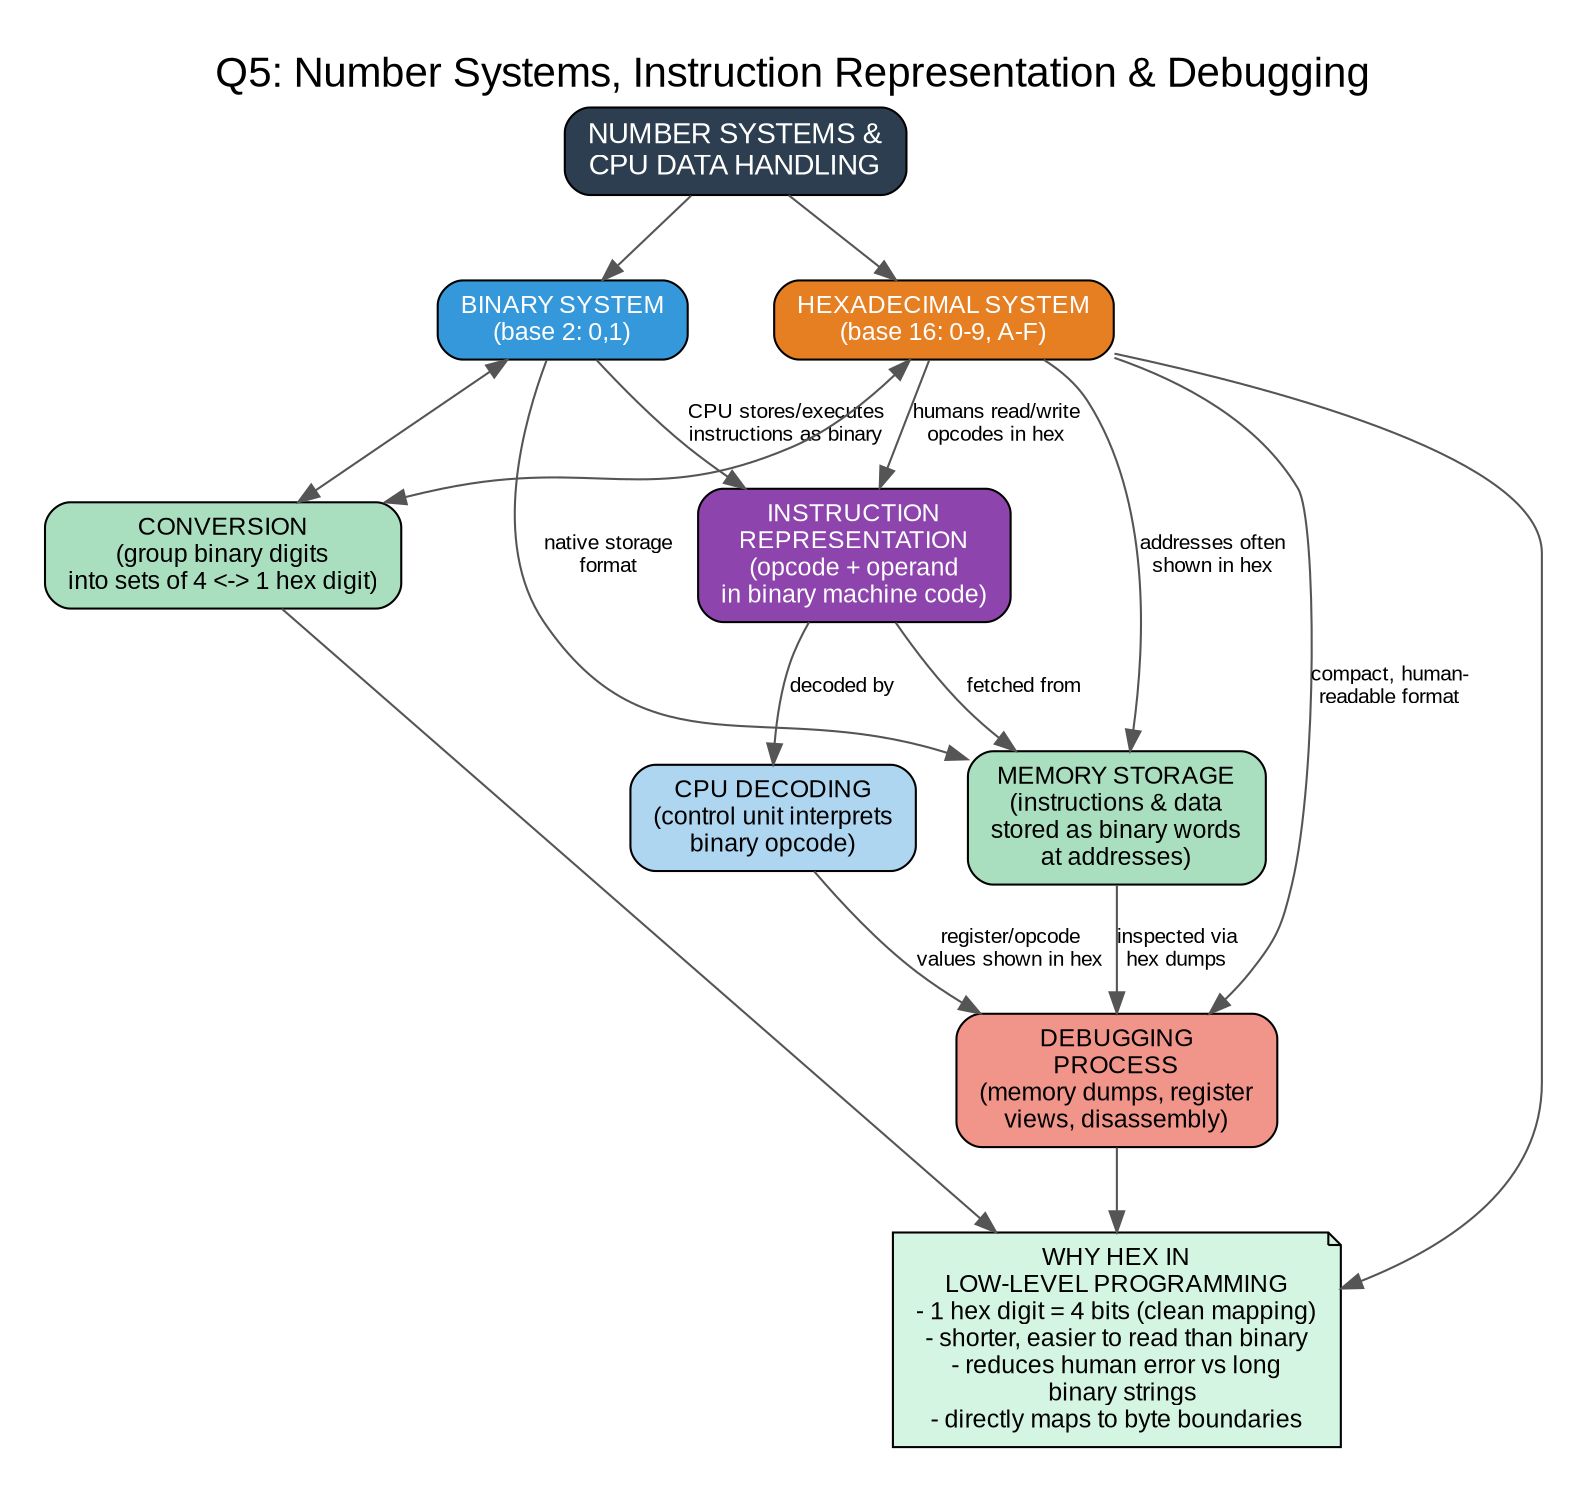 Q5: Number Systems, Instruction Representation & Debugging
NUMBER SYSTEMS &
CPU DATA HANDLING
BINARY SYSTEM
(base 2: 0,1)
HEXADECIMAL SYSTEM
(base 16: 0-9, A-F)
CPU stores/executes
instructions as binary
humans read/write
opcodes in hex
CONVERSION
(group binary digits
into sets of 4 <-> 1 hex digit)
native storage
format
INSTRUCTION
REPRESENTATION
(opcode + operand
in binary machine code)
addresses often
shown in hex
decoded by
fetched from
compact, human-
readable format
CPU DECODING
(control unit interprets
binary opcode)
MEMORY STORAGE
(instructions & data
stored as binary words
at addresses)
register/opcode
values shown in hex
inspected via
hex dumps
DEBUGGING
PROCESS
(memory dumps, register
views, disassembly)
WHY HEX IN
LOW-LEVEL PROGRAMMING
- 1 hex digit = 4 bits (clean mapping)
- shorter, easier to read than binary
- reduces human error vs long
binary strings
- directly maps to byte boundaries